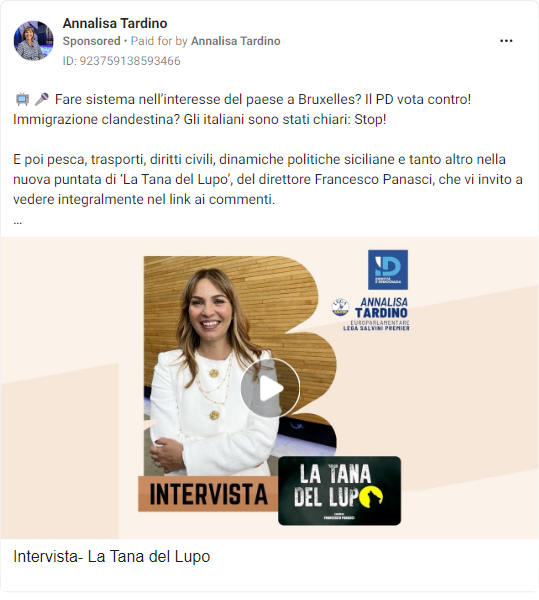 Annalisa Tardino
Sponsored • Paid for by Annalisa Tardino
ID: 923759138593466
📺 🎤 Fare sistema nell’interesse del paese a Bruxelles? Il PD vota contro!
Immigrazione clandestina? Gli italiani sono stati chiari: Stop!
E poi pesca, trasporti, diritti civili, dinamiche politiche siciliane e tanto altro nella
nuova puntata di ‘La Tana del Lupo’, del direttore Francesco Panasci, che vi invito a
vedere integralmente nel link ai commenti.
...
ID
IDENTITÀ E DEMOCRAZIA
LEGA
ANNALISA
TARDINO
EUROPARLAMENTARE
LEGA SALVINI PREMIER
INTERVISTA
LA TANA
DEL LUPO
FRANCESCO PANASCI
Intervista- La Tana del Lupo